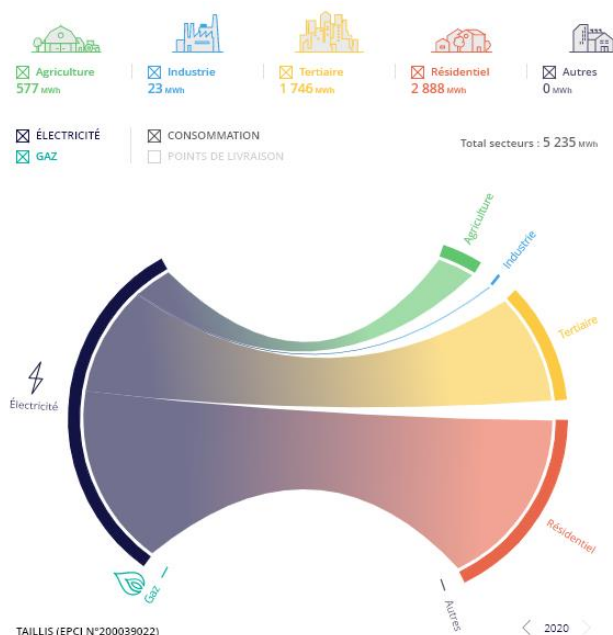 Agriculture
577 MWh
Industrie
23 MWh
Tertiaire
1 746 MWh
Résidentiel
2 888 MWh
Autres
0 MWh
ÉLECTRICITÉ
GAZ
CONSOMMATION
POINTS DE LIVRAISON
Total secteurs : 5 235 MWh
Agriculture
Industrie
Tertiaire
Électricité
Résidentiel
Gaz
Autres
TAILLIS (EPCI N°200039022)
2020